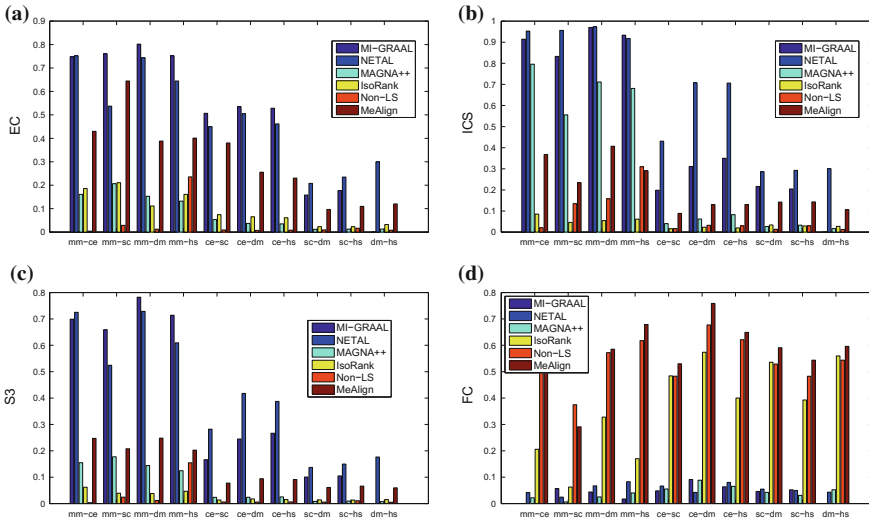 (a)
EC
0.9
0.8
0.7
0.6
0.5
0.4
0.3
0.2
0.1
0
MI-GRAAL
NETAL
MAGNA++
IsoRank
Non-LS
MeAlign
mm-ce mm-sc mm-dm mm-hs ce-sc ce-dm ce-hs sc-dm sc-hs dm-hs
(b)
ICS
1
0.9
0.8
0.7
0.6
0.5
0.4
0.3
0.2
0.1
0
MI-GRAAL
NETAL
MAGNA++
IsoRank
Non-LS
MeAlign
mm-ce mm-sc mm-dm mm-hs ce-sc ce-dm ce-hs sc-dm sc-hs dm-hs
(c)
S3
0.8
0.7
0.6
0.5
0.4
0.3
0.2
0.1
0
MI-GRAAL
NETAL
MAGNA++
IsoRank
Non-LS
MeAlign
mm-ce mm-sc mm-dm mm-hs ce-sc ce-dm ce-hs sc-dm sc-hs dm-hs
(d)
FC
0.8
0.7
0.6
0.5
0.4
0.3
0.2
0.1
0
MI-GRAAL
NETAL
MAGNA++
IsoRank
Non-LS
MeAlign
mm-ce mm-sc mm-dm mm-hs ce-sc ce-dm ce-hs sc-dm sc-hs dm-hs